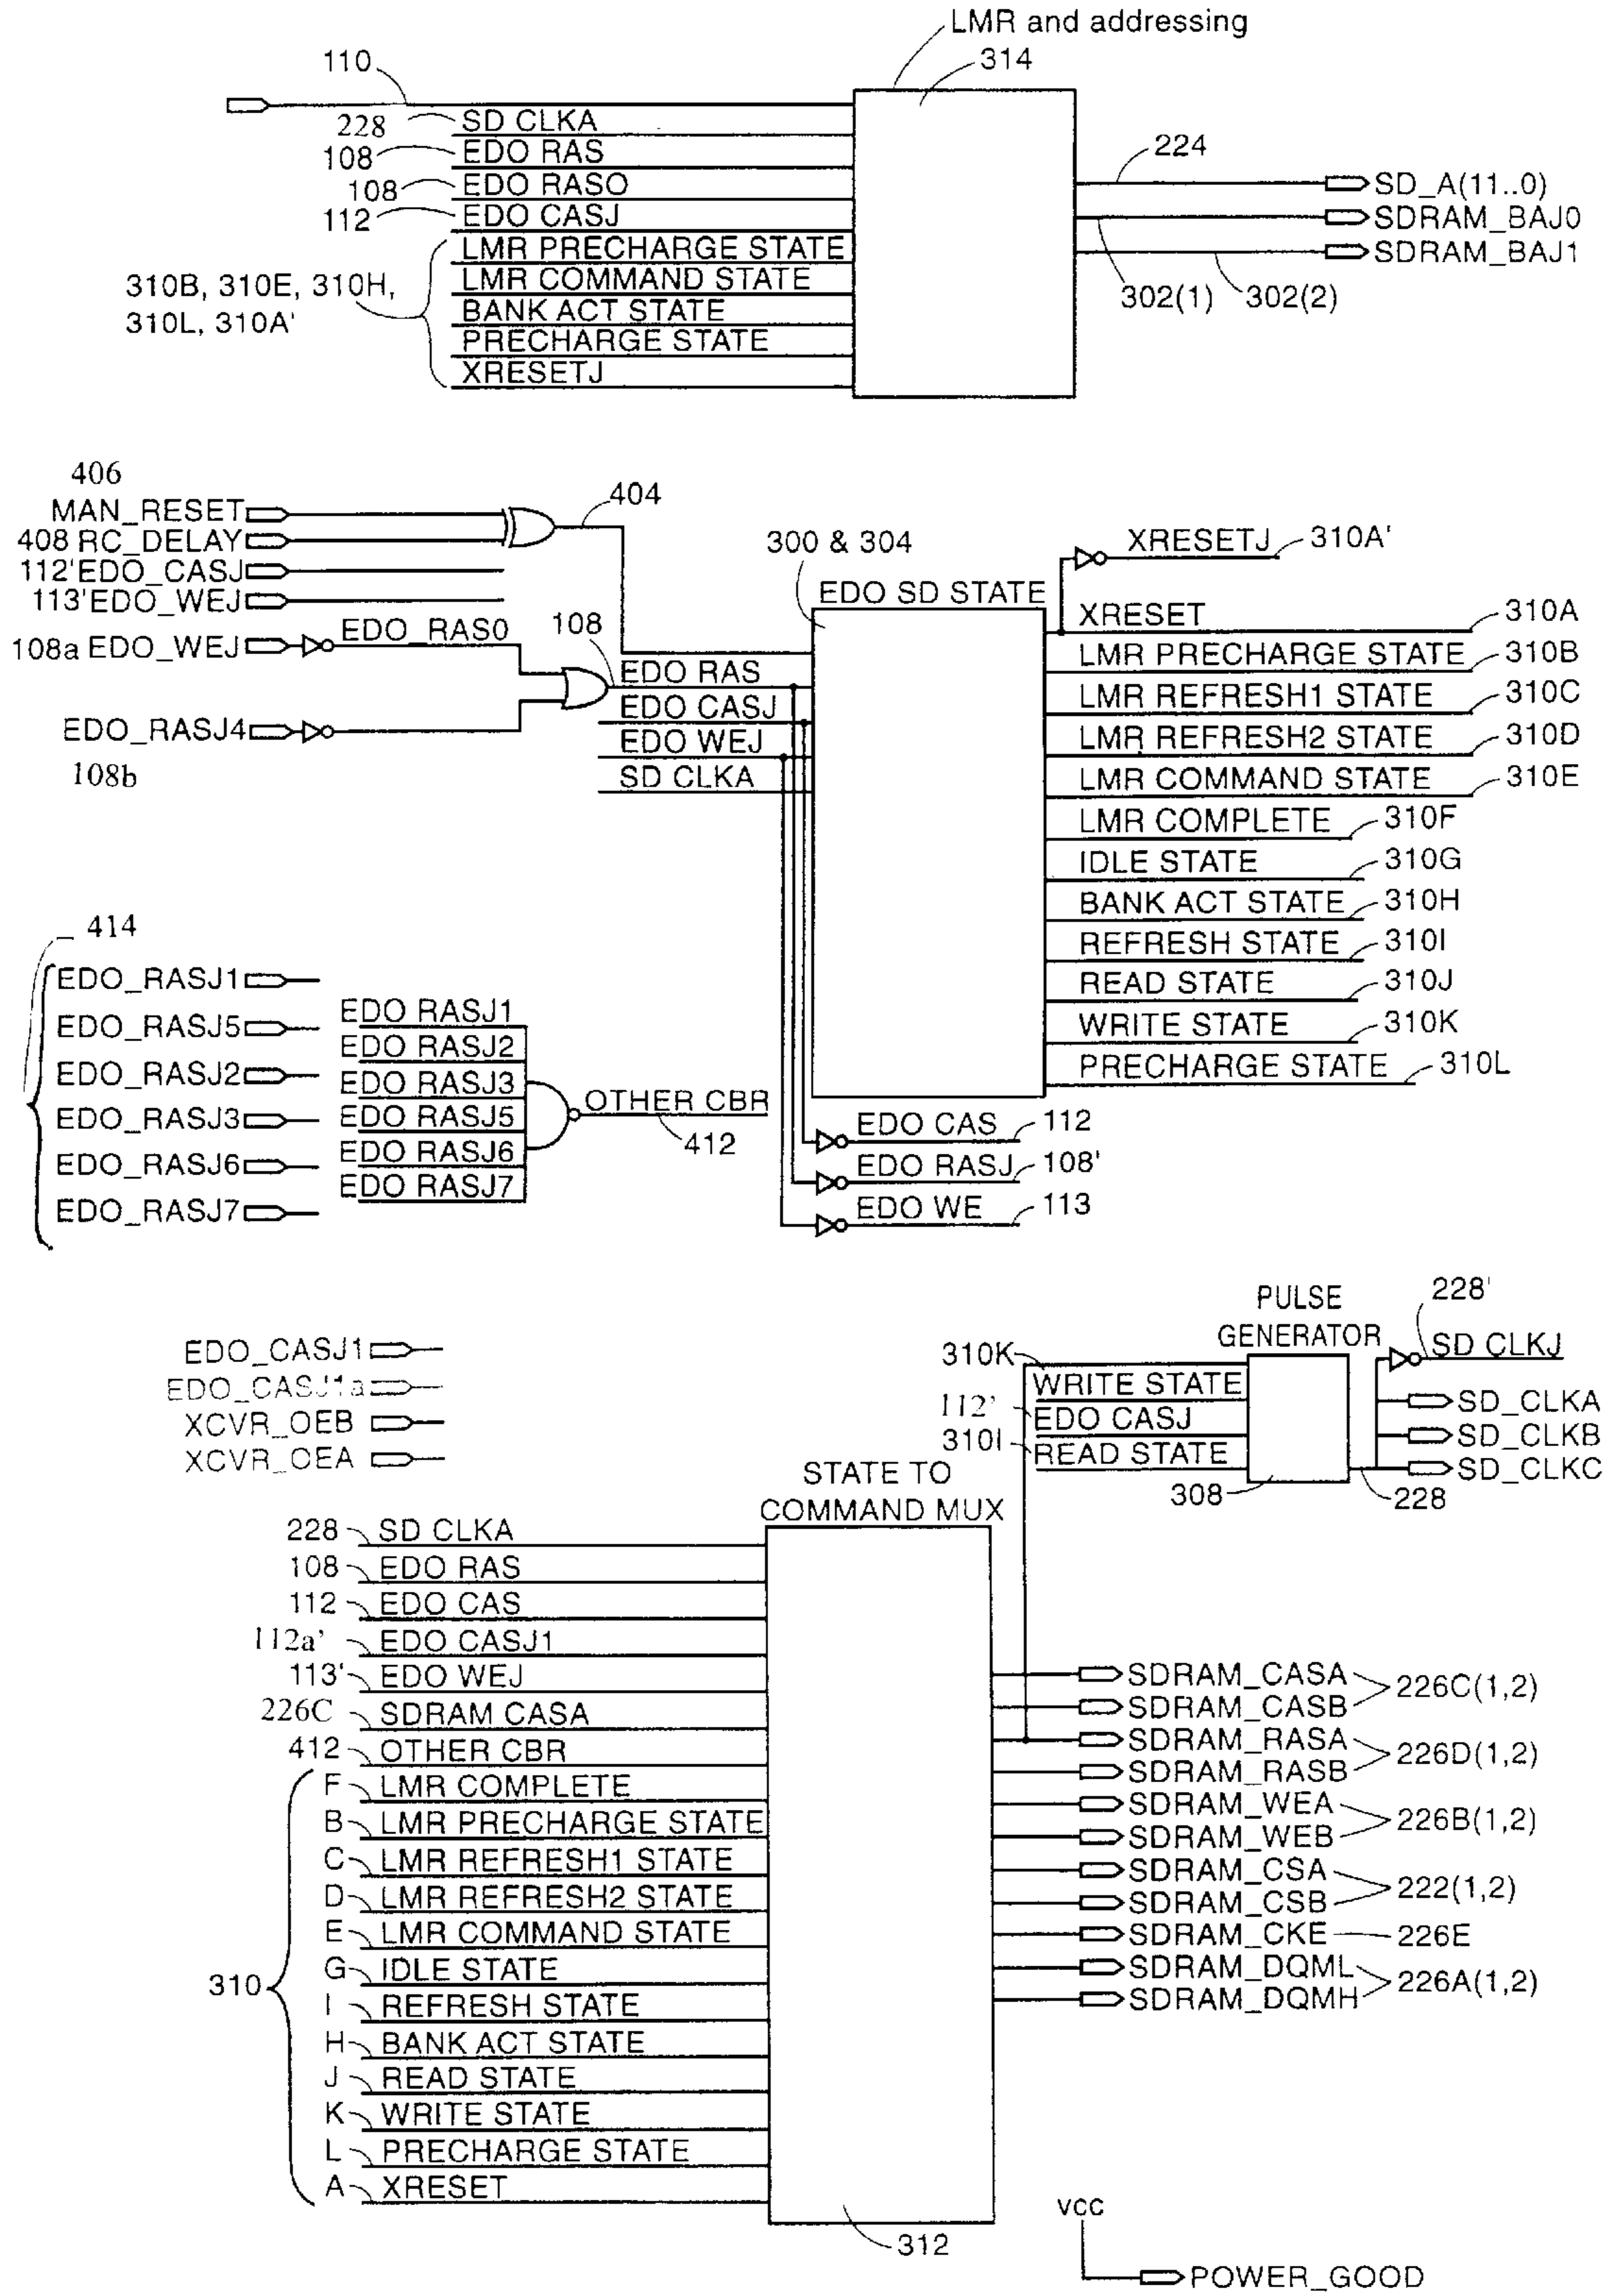 LMR and addressing
314
110
228 SD CLKA
108 EDO RAS
108 EDO RASO
112 EDO CASJ
LMR PRECHARGE STATE
LMR COMMAND STATE
BANK ACT STATE
PRECHARGE STATE
XRESETJ
310B, 310E, 310H,
310L, 310A'
224
SD_A(11..0)
SDRAM_BAJ0
SDRAM_BAJ1
302(1) 302(2)
406
MAN_RESET
408 RC_DELAY
112' EDO_CASJ
113' EDO_WEJ
108a EDO_WEJ
EDO_RAS0
EDO_RASJ4
108b
404
108
EDO RAS
EDO CASJ
EDO WEJ
SD CLKA
300 & 304
EDO SD STATE
XRESETJ 310A'
XRESET 310A
LMR PRECHARGE STATE 310B
LMR REFRESH1 STATE 310C
LMR REFRESH2 STATE 310D
LMR COMMAND STATE 310E
LMR COMPLETE 310F
IDLE STATE 310G
BANK ACT STATE 310H
REFRESH STATE 310I
READ STATE 310J
WRITE STATE 310K
PRECHARGE STATE 310L
EDO CAS 112
EDO RASJ 108'
EDO WE 113
414
EDO_RASJ1
EDO_RASJ5
EDO_RASJ2
EDO_RASJ3
EDO_RASJ6
EDO_RASJ7
EDO RASJ1
EDO RASJ2
EDO RASJ3
EDO RASJ5
EDO RASJ6
EDO RASJ7
OTHER CBR
412
EDO_CASJ1
EDO_CASJ1a
XCVR_OEB
XCVR_OEA
PULSE
GENERATOR
310K
WRITE STATE
112'
EDO CASJ
310I
READ STATE
308
228
228'
SD CLKJ
SD_CLKA
SD_CLKB
SD_CLKC
STATE TO
COMMAND MUX
228 SD CLKA
108 EDO RAS
112 EDO CAS
112a' EDO CASJ1
113' EDO WEJ
226C SDRAM CASA
412 OTHER CBR
F LMR COMPLETE
B LMR PRECHARGE STATE
C LMR REFRESH1 STATE
D LMR REFRESH2 STATE
E LMR COMMAND STATE
G IDLE STATE
I REFRESH STATE
H BANK ACT STATE
J READ STATE
K WRITE STATE
L PRECHARGE STATE
A XRESET
310
312
SDRAM_CASA
SDRAM_CASB
226C(1,2)
SDRAM_RASA
SDRAM_RASB
226D(1,2)
SDRAM_WEA
SDRAM_WEB
226B(1,2)
SDRAM_CSA
SDRAM_CSB
222(1,2)
SDRAM_CKE 226E
SDRAM_DQML
SDRAM_DQMH
226A(1,2)
VCC
POWER_GOOD